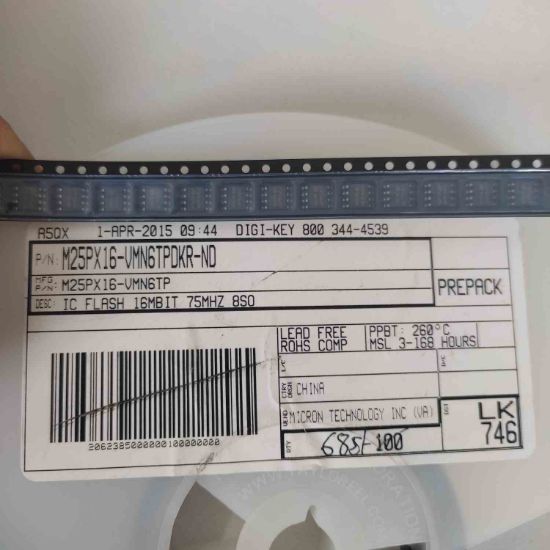 A5QX 1-APR-2015 09:44 DIGI-KEY 800 344-4539
P/N: M25PX16-VMN6TPDKR-ND
MFG P/N: M25PX16-VMN6TP
DESC: IC FLASH 16MBIT 75MHZ 8SO
PREPACK
LEAD FREE
ROHS COMP
PPBT: 260°C
MSL 3-168 HOURS
CHINA
MICRON TECHNOLOGY INC (VA)
QTY
100
LK
746